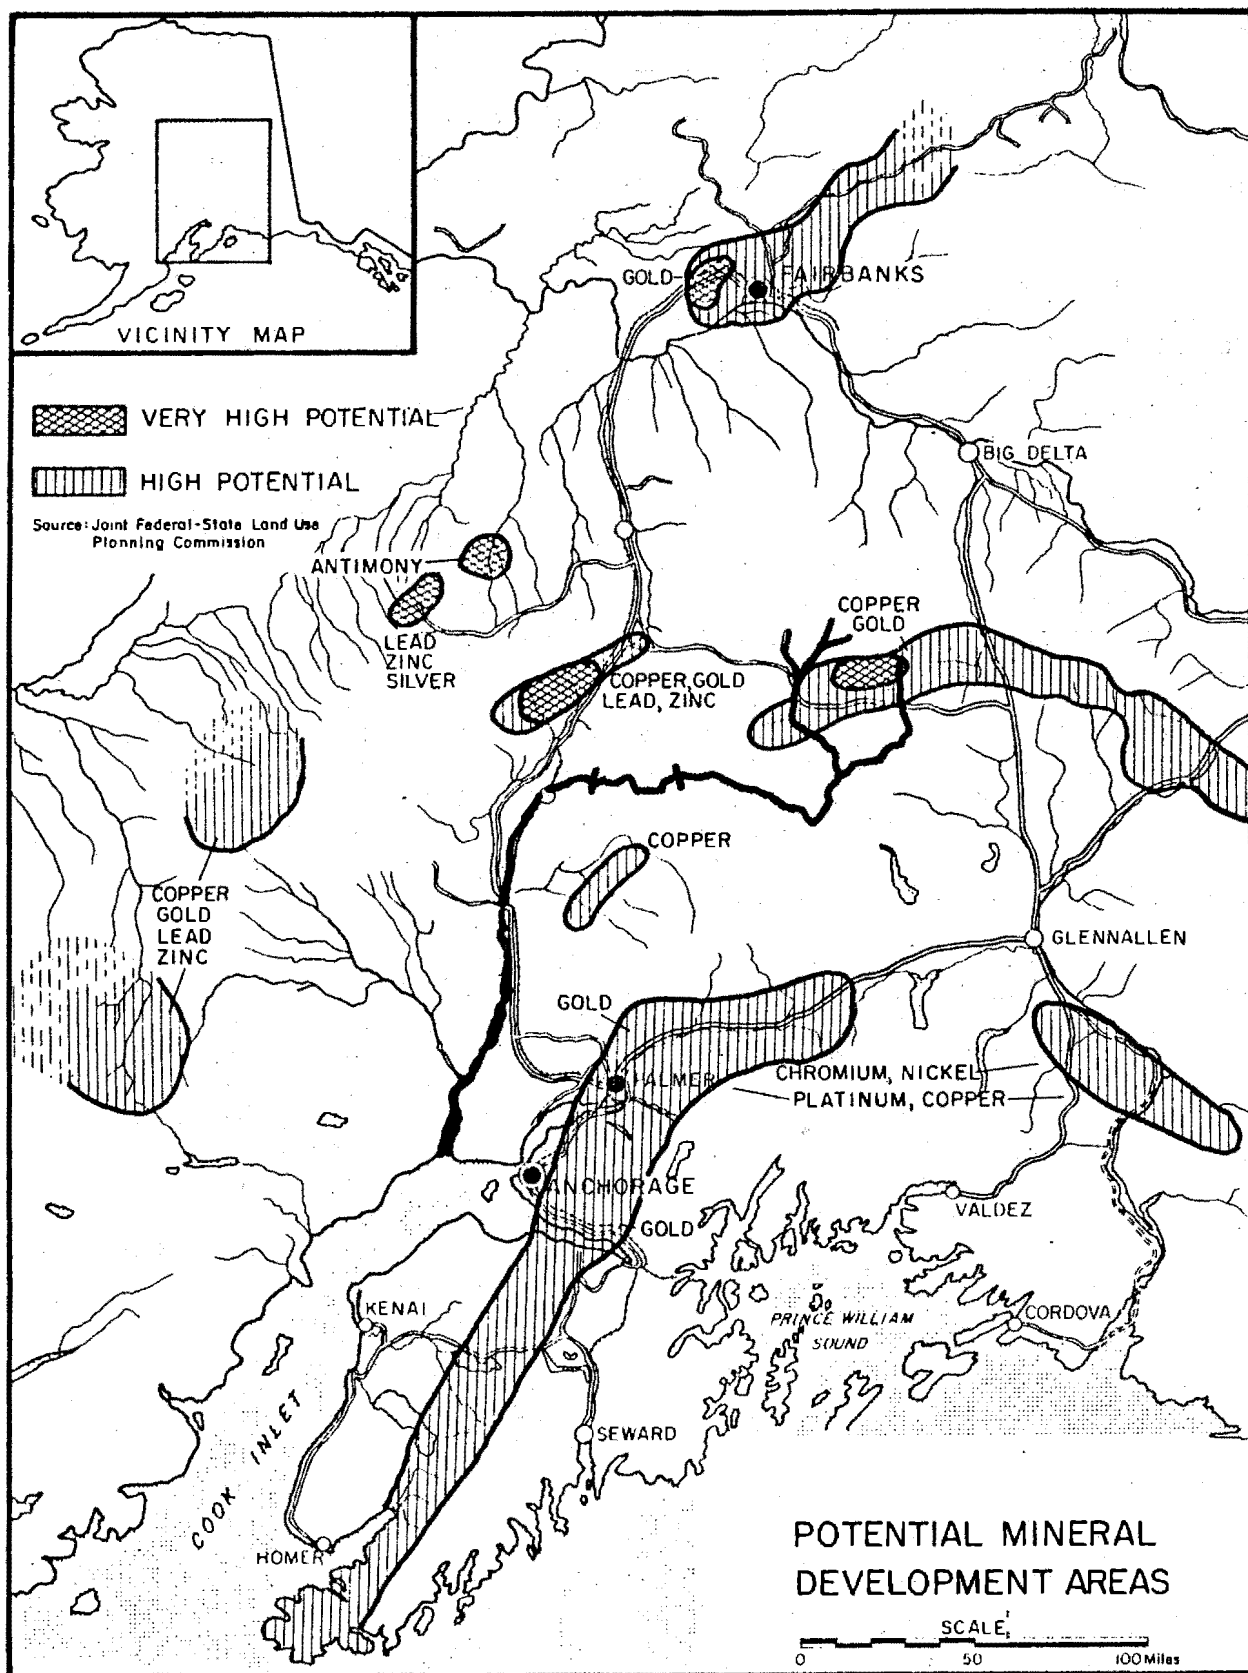 VICINITY MAP
VERY HIGH POTENTIAL
HIGH POTENTIAL
Source: Joint Federal-State Land Use
Planning Commission
GOLD
FAIRBANKS
BIG DELTA
ANTIMONY
LEAD
ZINC
SILVER
COPPER
GOLD
COPPER, GOLD
LEAD, ZINC
COPPER
COPPER
GOLD
LEAD
ZINC
GLENNALLEN
GOLD
PALMER
CHROMIUM, NICKEL
PLATINUM, COPPER
ANCHORAGE
GOLD
VALDEZ
KENAI
PRINCE WILLIAM
SOUND
CORDOVA
COOK INLET
SEWARD
HOMER
POTENTIAL MINERAL
DEVELOPMENT AREAS
SCALE
0 50 100 Miles